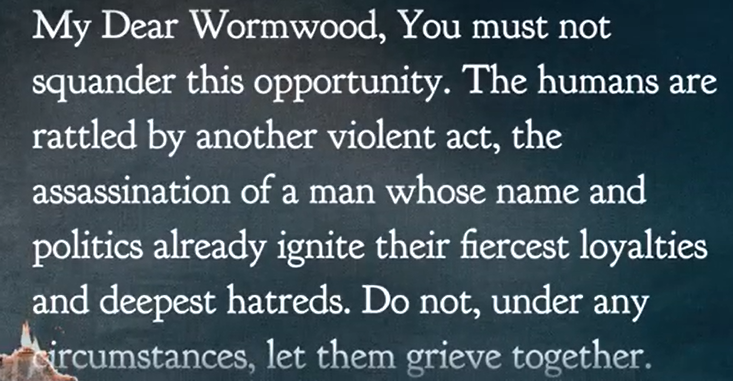 My Dear Wormwood, You must not
squander this opportunity. The humans are
rattled by another violent act, the
assassination of a man whose name and
politics already ignite their fiercest loyalties
and deepest hatreds. Do not, under any
circumstances, let them grieve together.